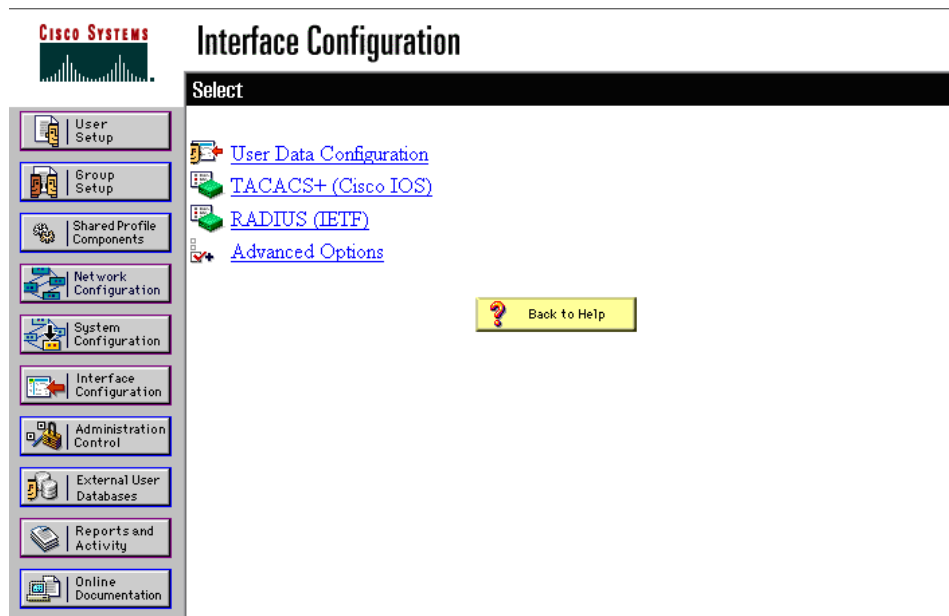 CISCO SYSTEMS
Interface Configuration
Select
User
Setup
Group
Setup
Shared Profile
Components
Network
Configuration
System
Configuration
Interface
Configuration
Administration
Control
External User
Databases
Reports and
Activity
Online
Documentation
User Data Configuration
TACACS+ (Cisco IOS)
RADIUS (IETF)
Advanced Options
? Back to Help